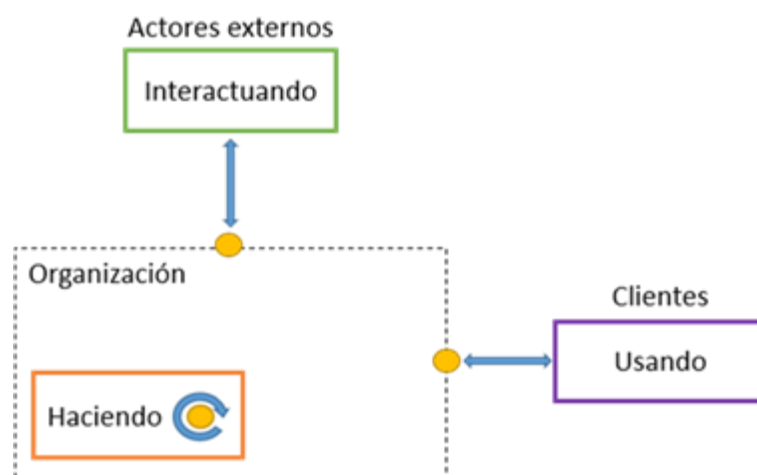 Actores externos
Interactuando
Organización
Clientes
Usando
Haciendo